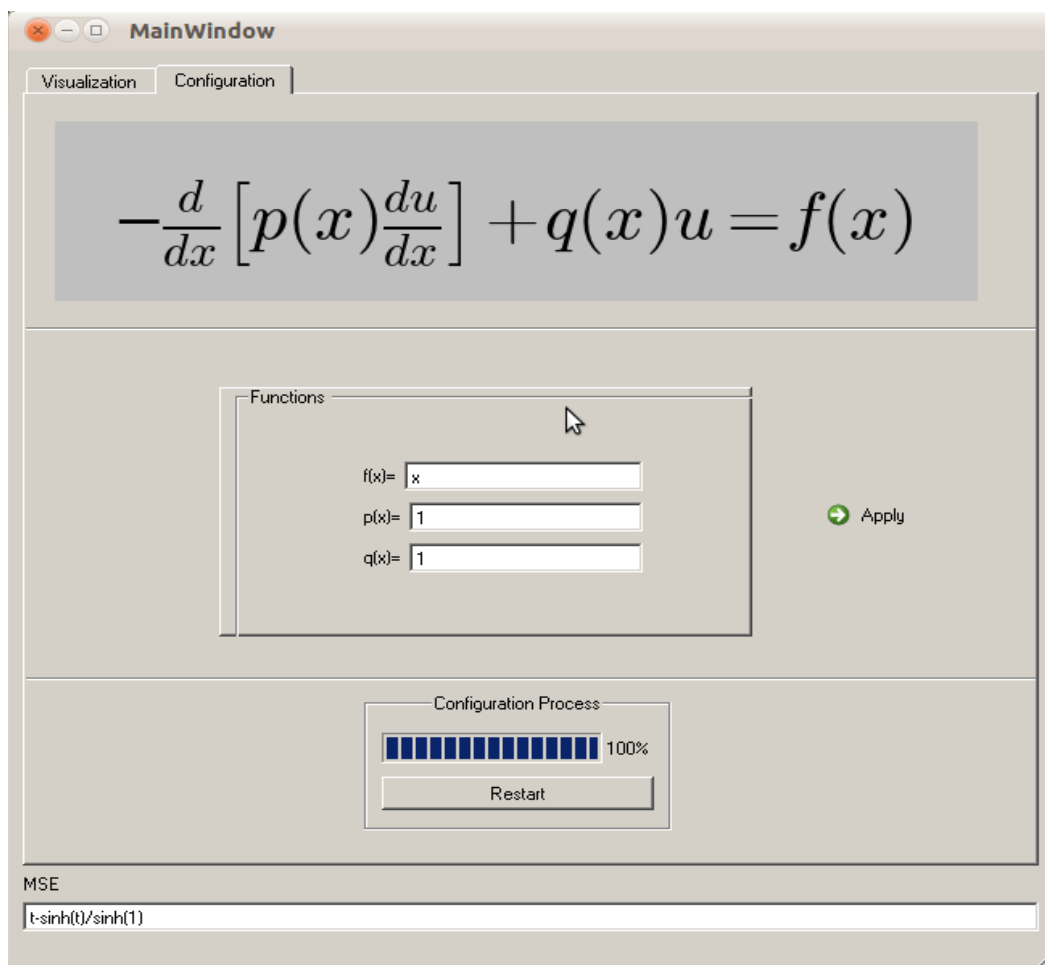 MainWindow
Visualization Configuration
-\frac{d}{dx}\left[p(x)\frac{du}{dx}\right]+q(x)u=f(x)
Functions
f(x)= x
p(x)= 1
Apply
q(x)= 1
Configuration Process
100%
Restart
MSE
t-sinh(t)/sinh(1)